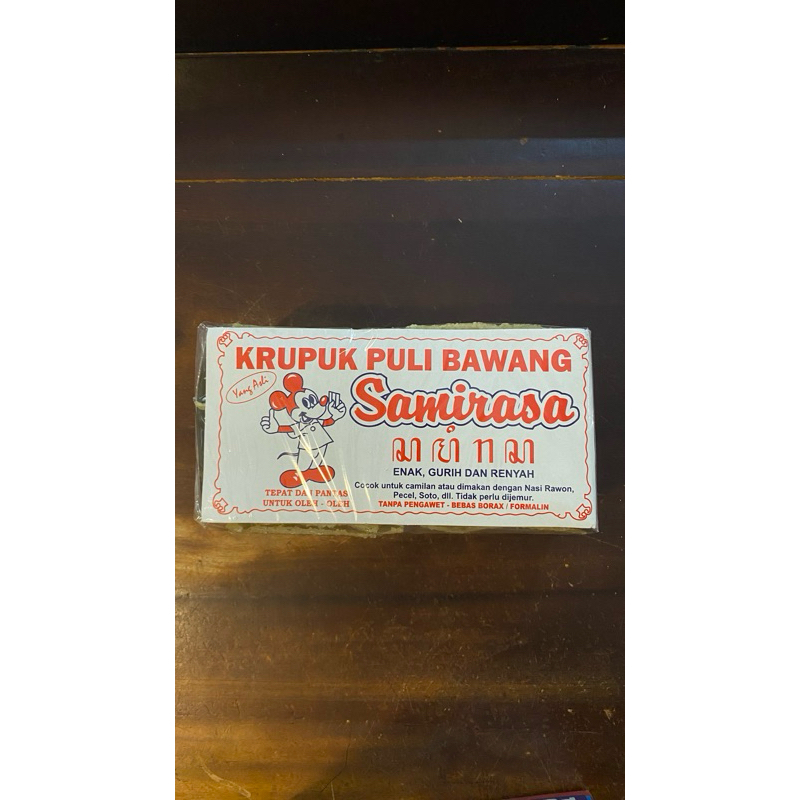 KRUPUK PULI BAWANG
Yang Asli
Samirasa
ꦱꦩꦶꦫꦱ
ENAK, GURIH DAN RENYAH
Cocok untuk camilan atau dimakan dengan Nasi Rawon,
Pecel, Soto, dll. Tidak perlu dijemur.
TANPA PENGAWET - BEBAS BORAX / FORMALIN
TEPAT DAN PANTAS
UNTUK OLEH - OLEH